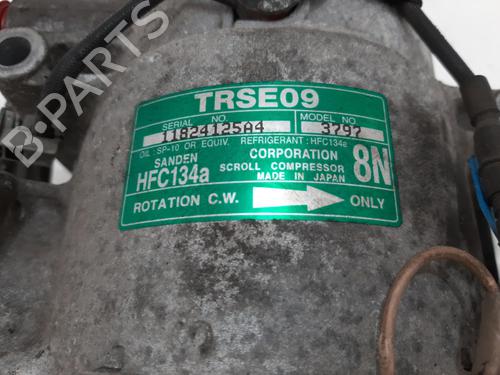 TRSE09
SERIAL NO. MODEL NO.
11824125A4 3797
OIL: SP-10 OR EQUIV. REFRIGERANT: HFC134a
SANDEN CORPORATION 8N
HFC134a SCROLL COMPRESSOR
MADE IN JAPAN
ROTATION C.W. ONLY
B-PARTS